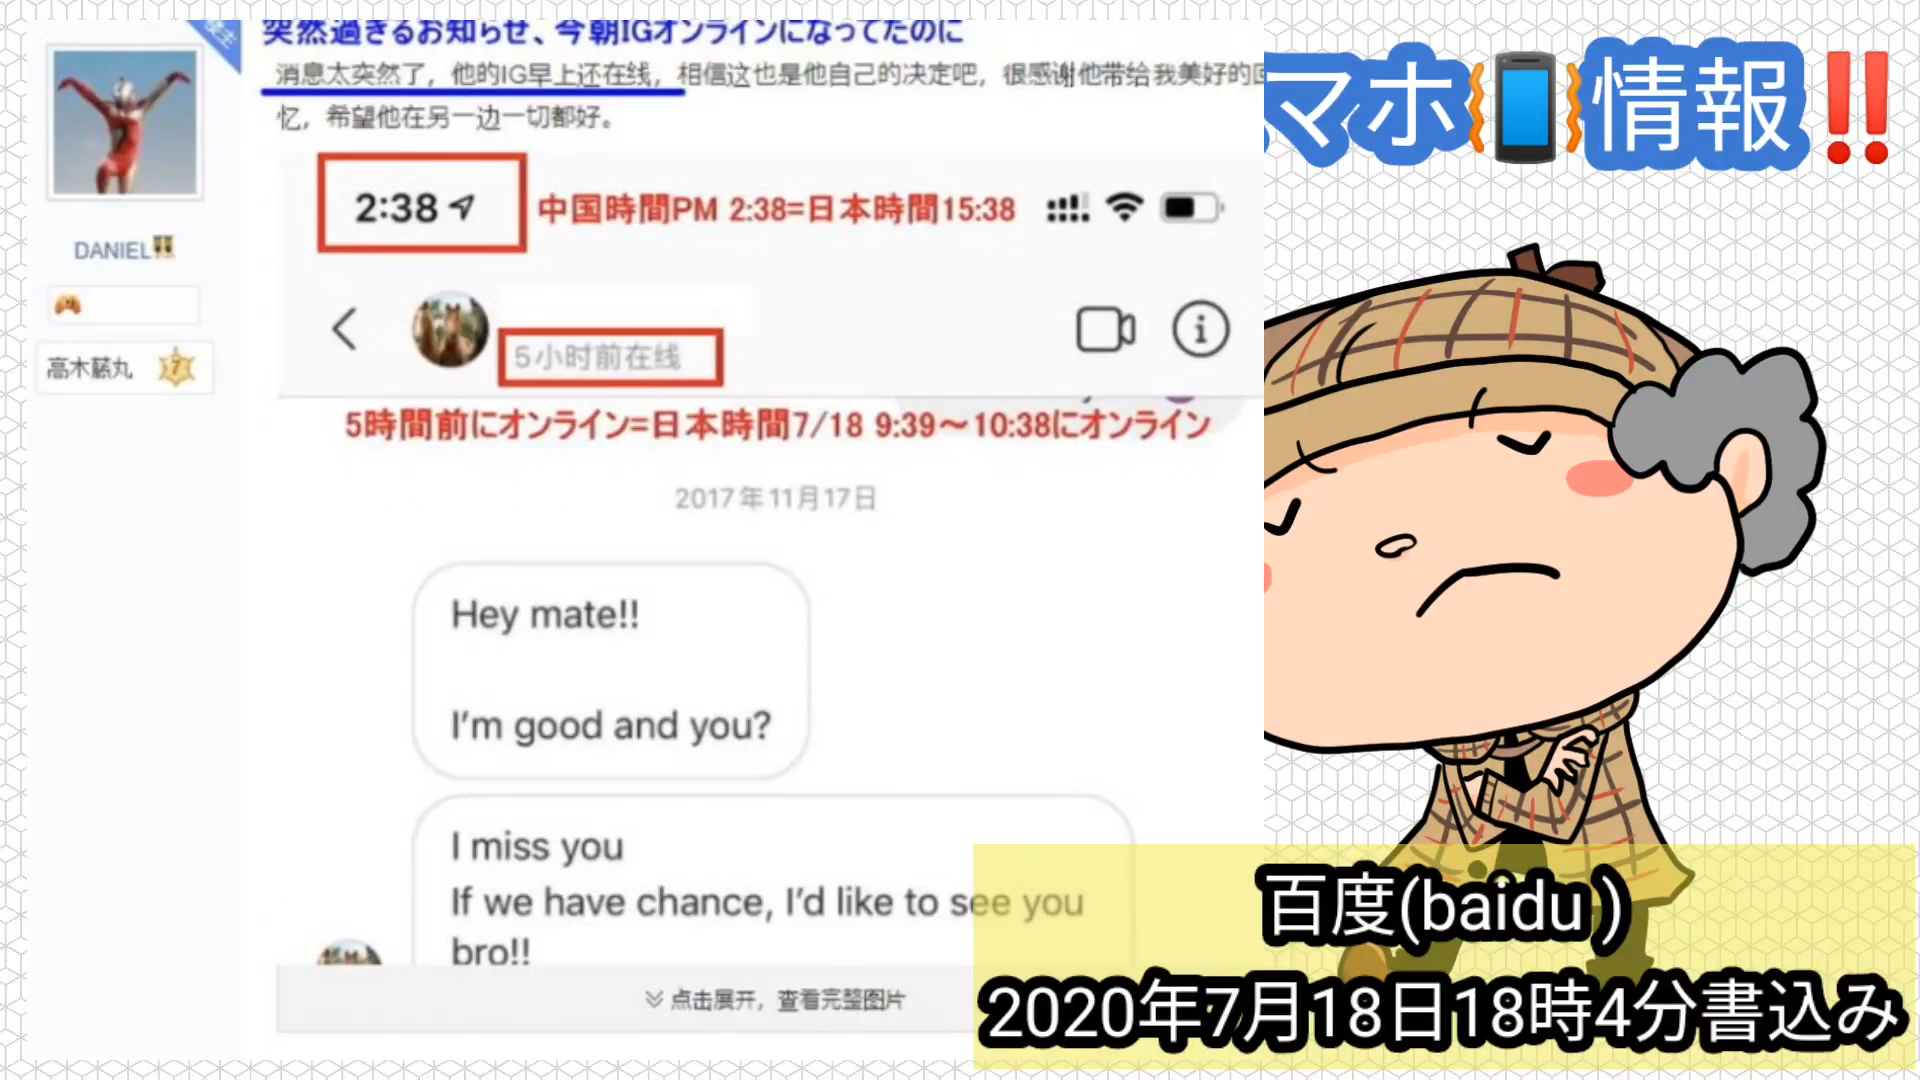 突然過ぎるお知らせ、今朝IGオンラインになってたのに
消息太突然了，他的IG早上还在线，相信这也是他自己的决定吧，很感谢他带给我美好的回
忆，希望他在另一边一切都好。
マホ📱情報‼
2:38
中国時間PM 2:38=日本時間15:38
DANIEL
高木藤丸
7
5小时前在线
5時間前にオンライン=日本時間7/18 9:39～10:38にオンライン
2017年11月17日
Hey mate!!
I'm good and you?
I miss you
If we have chance, I'd like to see you
bro!!
点击展开，查看完整图片
百度(baidu )
2020年7月18日18時4分書込み